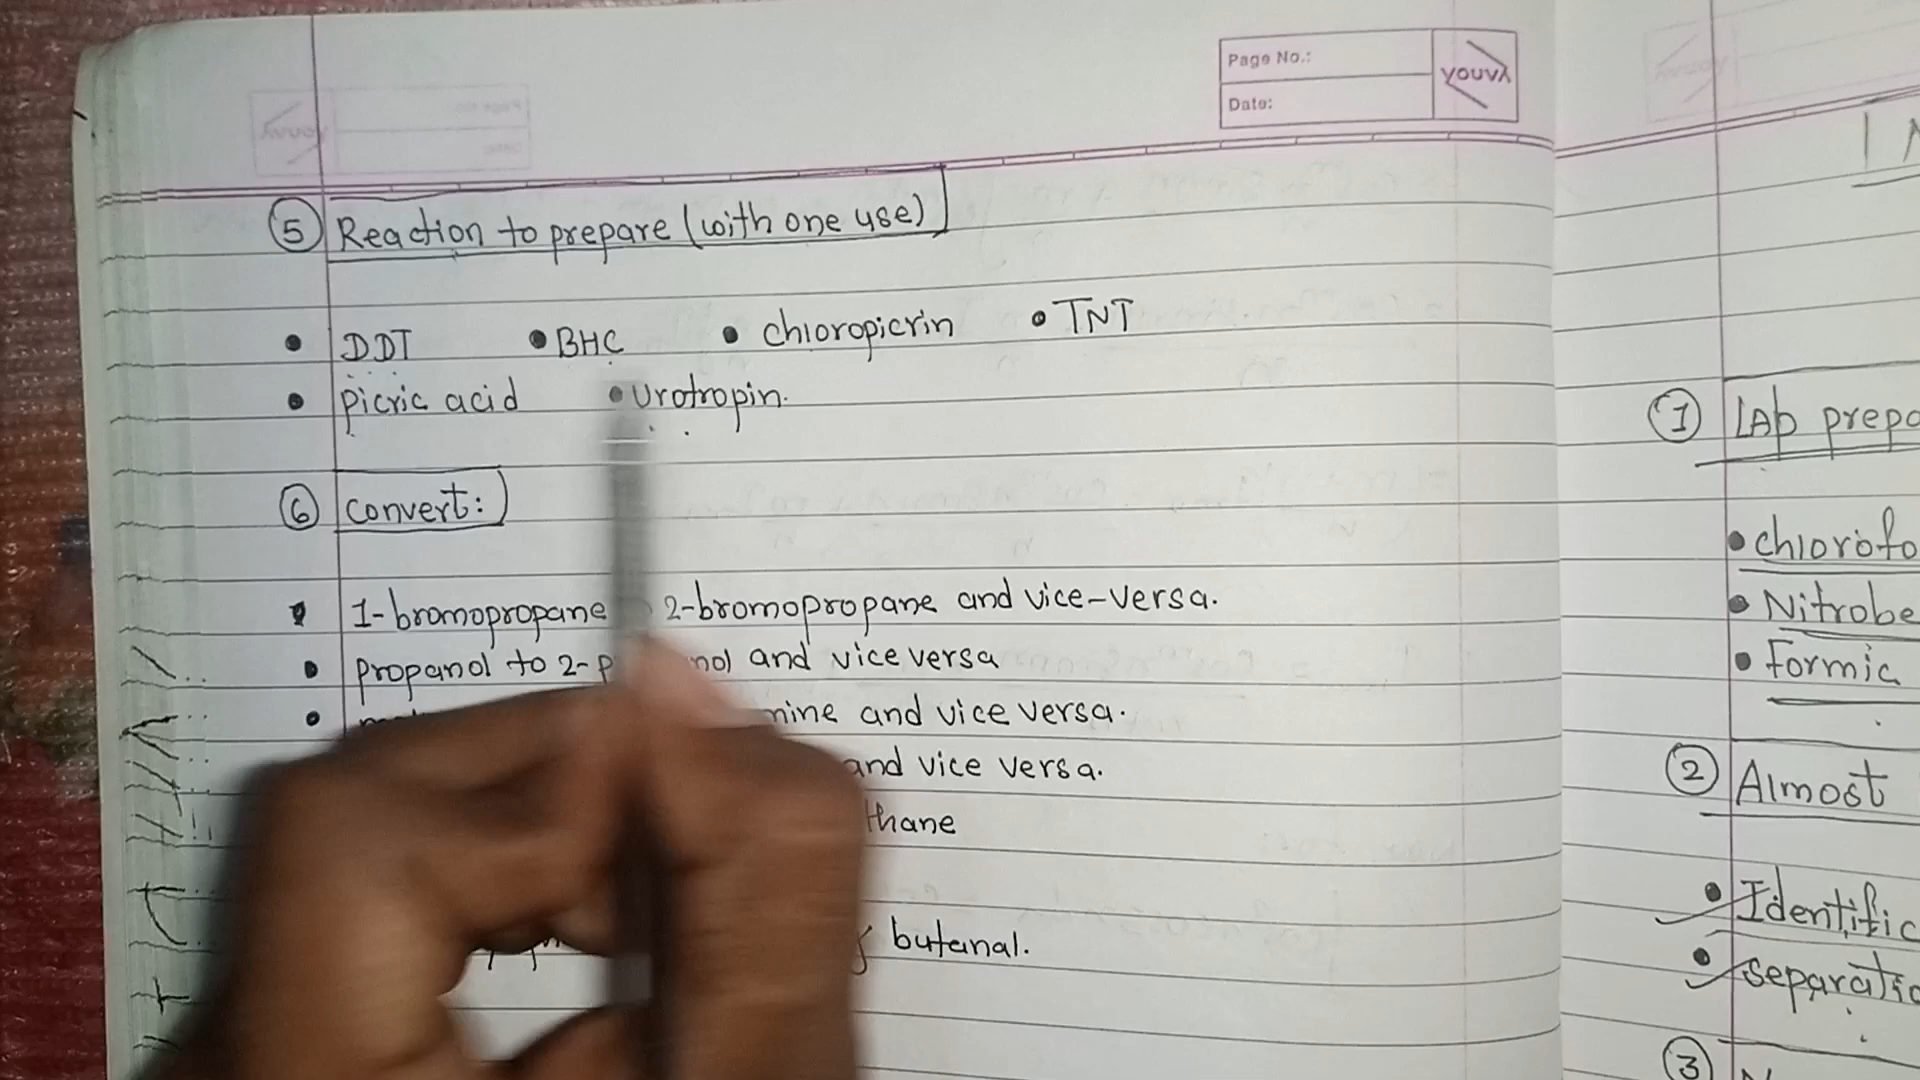 Page No.:
Date:
YOUVA
5 Reaction to prepare (with one use)
• DDT • BHC • chloropicrin • TNT
• picric acid • urotropin.
6 convert:
• 1-bromopropane 2-bromopropane and vice-versa.
• propanol to 2-p nol and vice versa
• mine and vice versa.
and vice versa.
thane
butanal.
1 LAb prepa
• chlorofo
• Nitrobe
• Formic
2 Almost
• Identific
• separatio
3